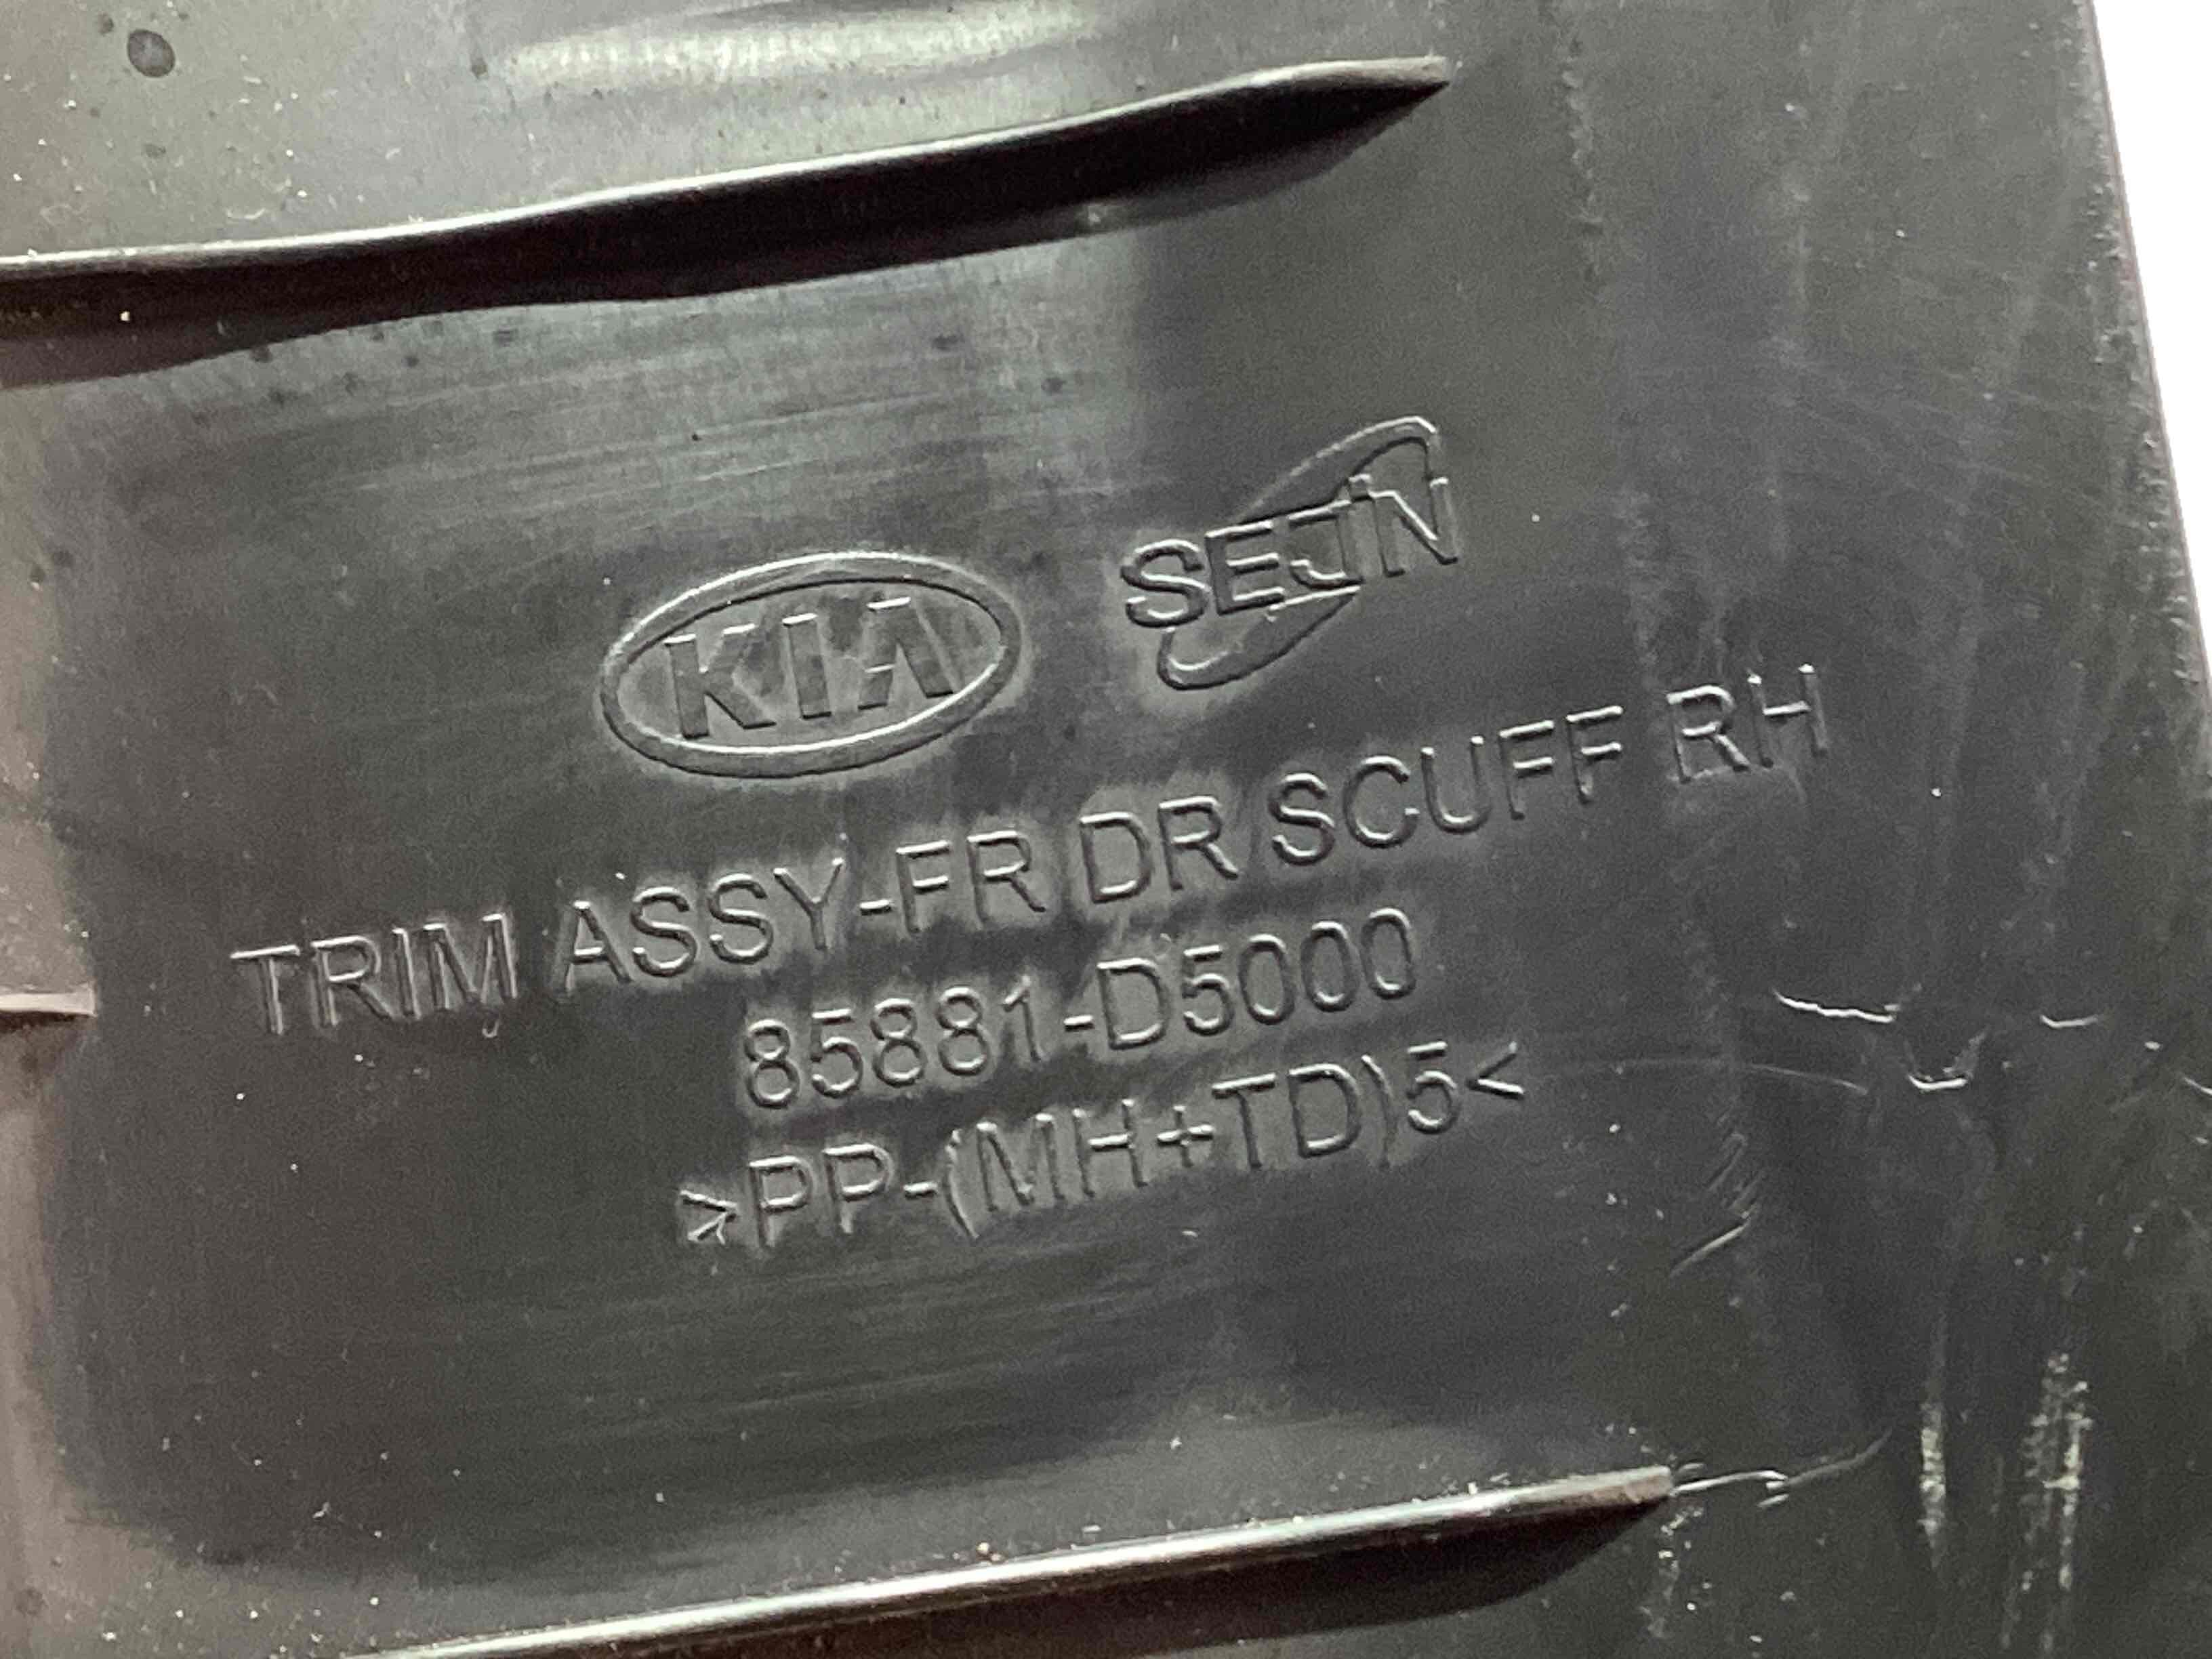 KIA SEJIN
TRIM ASSY-FR DR SCUFF RH
85881-D5000
>PP-(MH+TD)5<